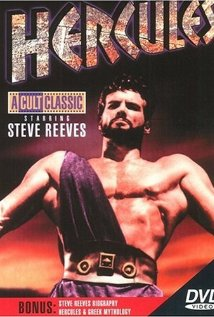 HERCULES
A CULT CLASSIC
STARRING
STEVE REEVES
DVD
VIDEO
BONUS: STEVE REEVES BIOGRAPHY
HERCULES & GREEK MYTHOLOGY